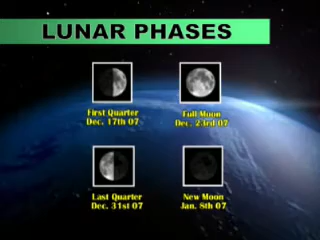 LUNAR PHASES
First Quarter
Dec. 17th 07
Full Moon
Dec. 23rd 07
Last Quarter
Dec. 31st 07
New Moon
Jan. 8th 07